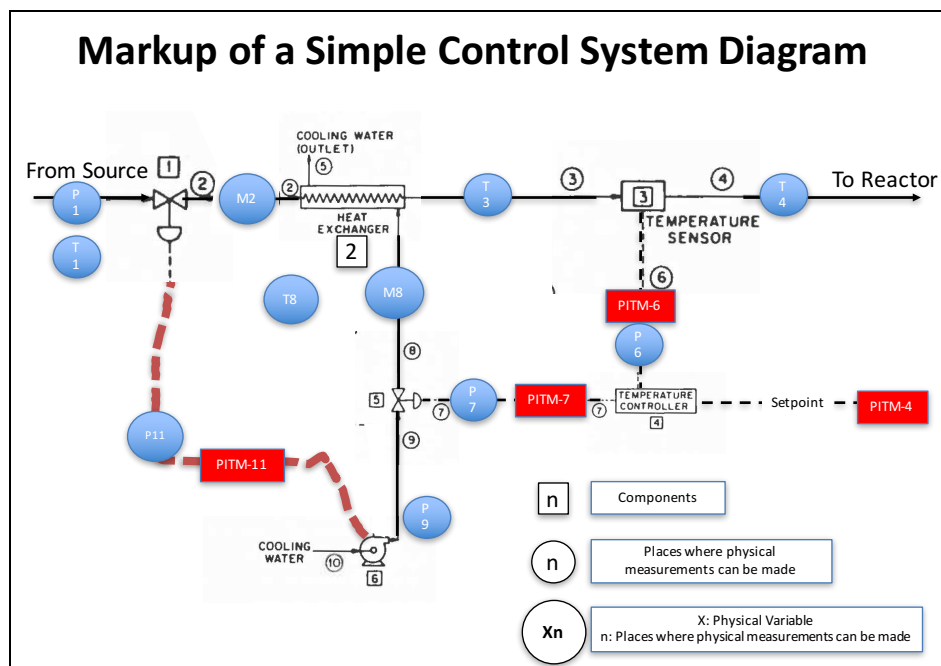 Markup of a Simple Control System Diagram
COOLING WATER
(OUTLET)
5
From Source
1
2
P
1
M2
2
T
3
3
3
4
T
4
To Reactor
HEAT
EXCHANGER
2
TEMPERATURE
SENSOR
T
1
6
T8
M8
PITM-6
P
6
8
5
7
P
7
PITM-7
7
TEMPERATURE
CONTROLLER
4
Setpoint
PITM-4
9
P11
PITM-11
P
9
COOLING
WATER
10
6
n
Components
n
Places where physical
measurements can be made
Xn
X: Physical Variable
n: Places where physical measurements can be made